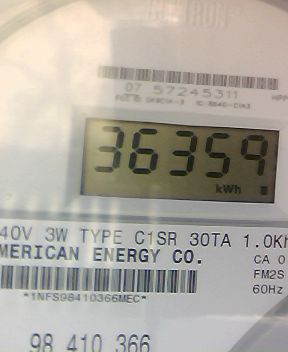 07 57245311
36359
kWh
40V 3W TYPE C1SR 30TA 1.0Kh
MERICAN ENERGY CO.
CA 0
FM2S
60Hz
*1NFS98410366MEC*
98 410 366